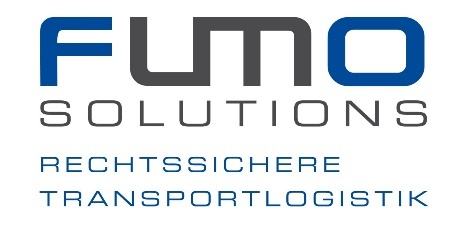 FUMO
SOLUTIONS
RECHTSSICHERE
TRANSPORTLOGISTIK